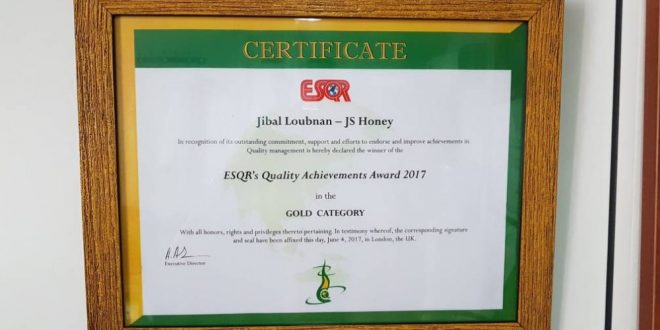 CERTIFICATE
ESQR
Jibal Loubnan – JS Honey
In recognition of its outstanding commitment, support and efforts to endorse and improve achievements in
Quality management is hereby declared the winner of the
ESQR's Quality Achievements Award 2017
in the
GOLD CATEGORY
With all honors, rights and privileges thereto pertaining. In testimony whereof, the corresponding signature
and seal have been affixed this day, June 4, 2017, in London, the UK.
Executive Director